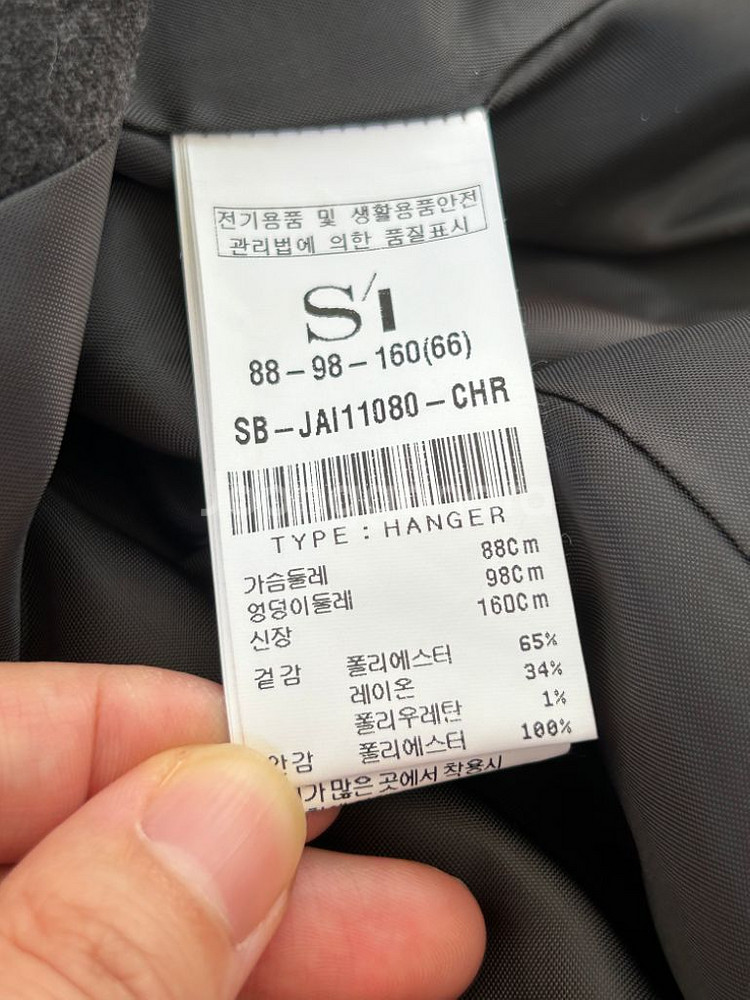 전기용품 및 생활용품안전
관리법에 의한 품질표시
S'I
88-98-160(66)
SB-JAI11080-CHR
TYPE : HANGER
가슴둘레 88Cm
엉덩이둘레 98Cm
신장 160Cm
겉감 폴리에스터 65%
레이온 34%
폴리우레탄 1%
안감 폴리에스터 100%
많은 곳에서 착용시